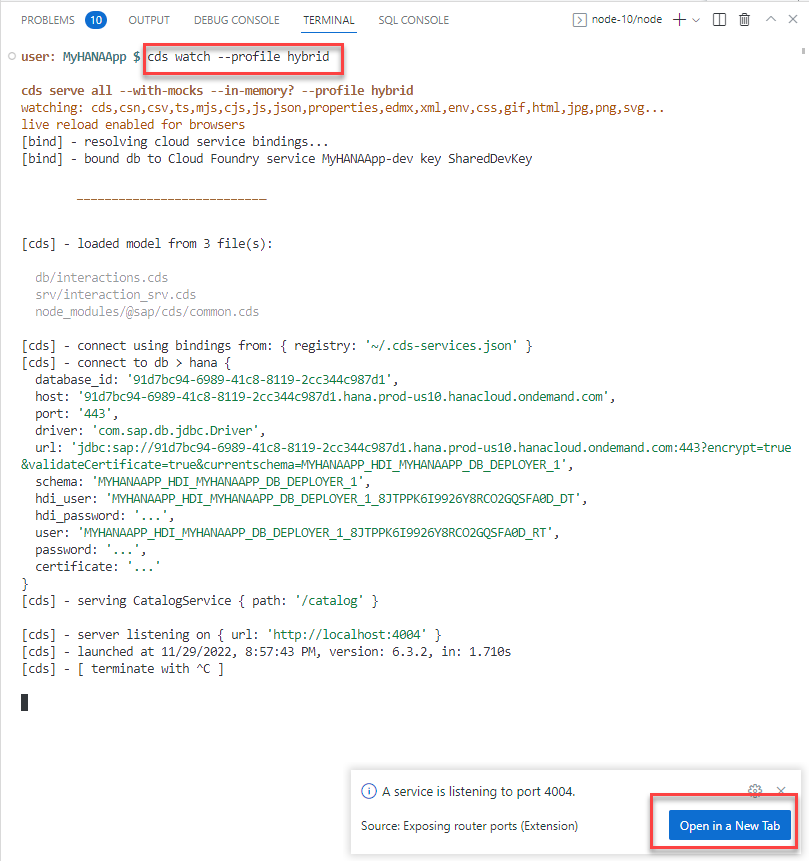 PROBLEMS 10 OUTPUT DEBUG CONSOLE TERMINAL SQL CONSOLE node-10/node
user: MyHANAApp $ cds watch --profile hybrid
cds serve all --with-mocks --in-memory? --profile hybrid
watching: cds,csn,csv,ts,mjs,cjs,js,json,properties,edmx,xml,env,css,gif,html,jpg,png,svg...
live reload enabled for browsers
[bind] - resolving cloud service bindings...
[bind] - bound db to Cloud Foundry service MyHANAApp-dev key SharedDevKey
___________________________
[cds] - loaded model from 3 file(s):
db/interactions.cds
srv/interaction_srv.cds
node_modules/@sap/cds/common.cds
[cds] - connect using bindings from: { registry: '~/.cds-services.json' }
[cds] - connect to db > hana {
database_id: '91d7bc94-6989-41c8-8119-2cc344c987d1',
host: '91d7bc94-6989-41c8-8119-2cc344c987d1.hana.prod-us10.hanacloud.ondemand.com',
port: '443',
driver: 'com.sap.db.jdbc.Driver',
url: 'jdbc:sap://91d7bc94-6989-41c8-8119-2cc344c987d1.hana.prod-us10.hanacloud.ondemand.com:443?encrypt=true
&validateCertificate=true&currentschema=MYHANAAPP_HDI_MYHANAAPP_DB_DEPLOYER_1',
schema: 'MYHANAAPP_HDI_MYHANAAPP_DB_DEPLOYER_1',
hdi_user: 'MYHANAAPP_HDI_MYHANAAPP_DB_DEPLOYER_1_8JTPPK6I9926Y8RCO2GQSFA0D_DT',
hdi_password: '...',
user: 'MYHANAAPP_HDI_MYHANAAPP_DB_DEPLOYER_1_8JTPPK6I9926Y8RCO2GQSFA0D_RT',
password: '...',
certificate: '...'
}
[cds] - serving CatalogService { path: '/catalog' }
[cds] - server listening on { url: 'http://localhost:4004' }
[cds] - launched at 11/29/2022, 8:57:43 PM, version: 6.3.2, in: 1.710s
[cds] - [ terminate with ^C ]
A service is listening to port 4004.
Source: Exposing router ports (Extension) Open in a New Tab